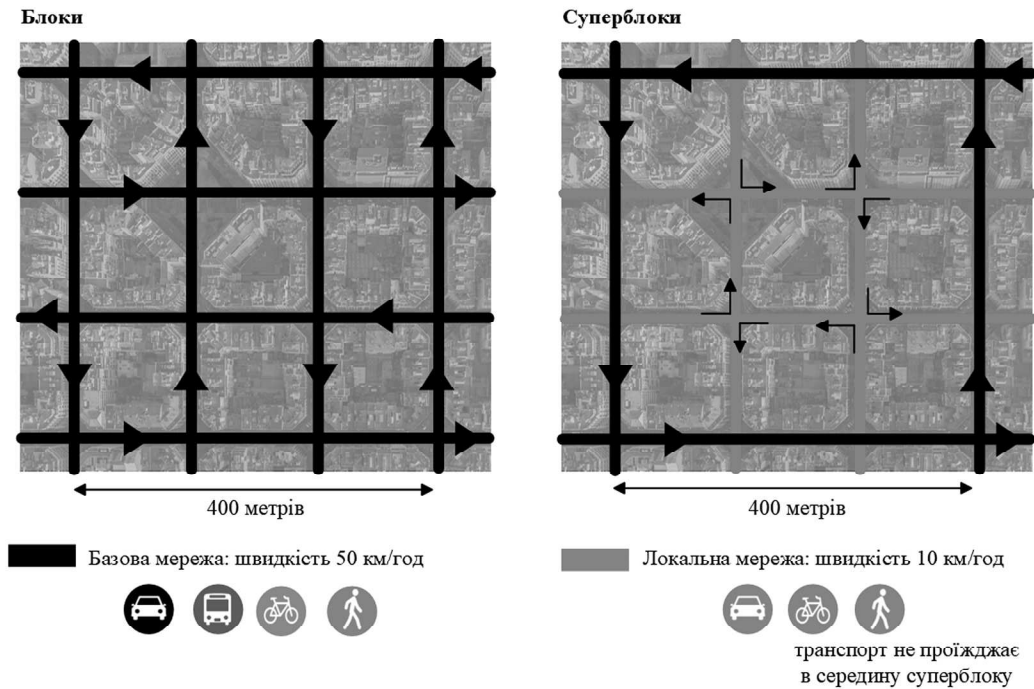 Блоки
Суперблоки
400 метрів
400 метрів
Базова мережа: швидкість 50 км/год
Локальна мережа: швидкість 10 км/год
транспорт не проїжджає
в середину суперблоку